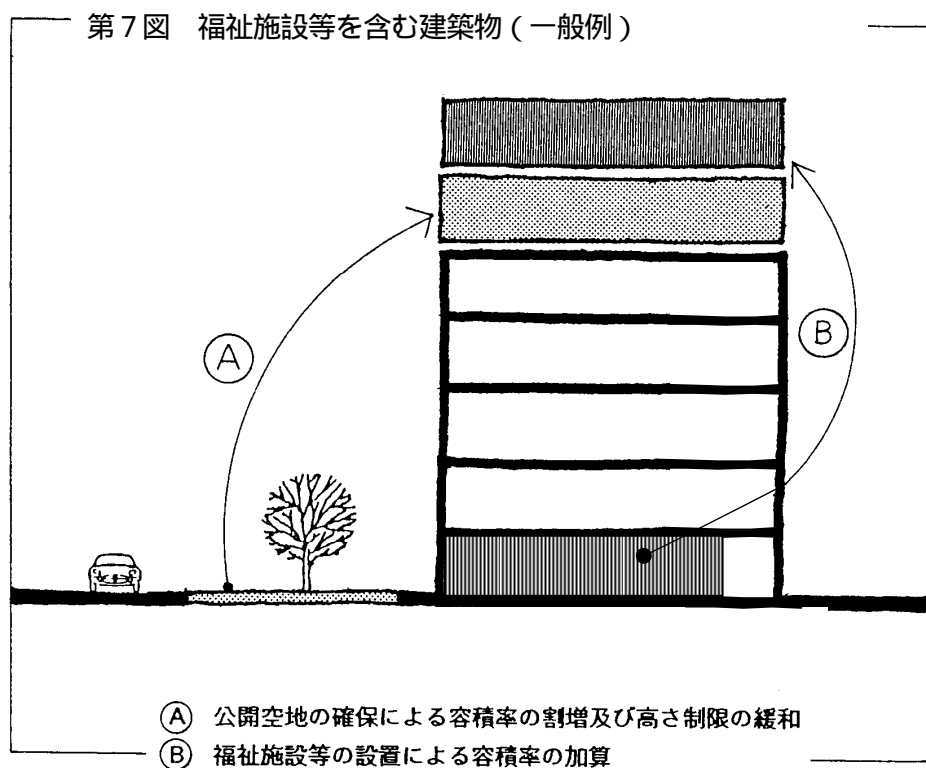 第7図 福祉施設等を含む建築物(一般例)
A
B
A 公開空地の確保による容積率の割増及び高さ制限の緩和
B 福祉施設等の設置による容積率の加算